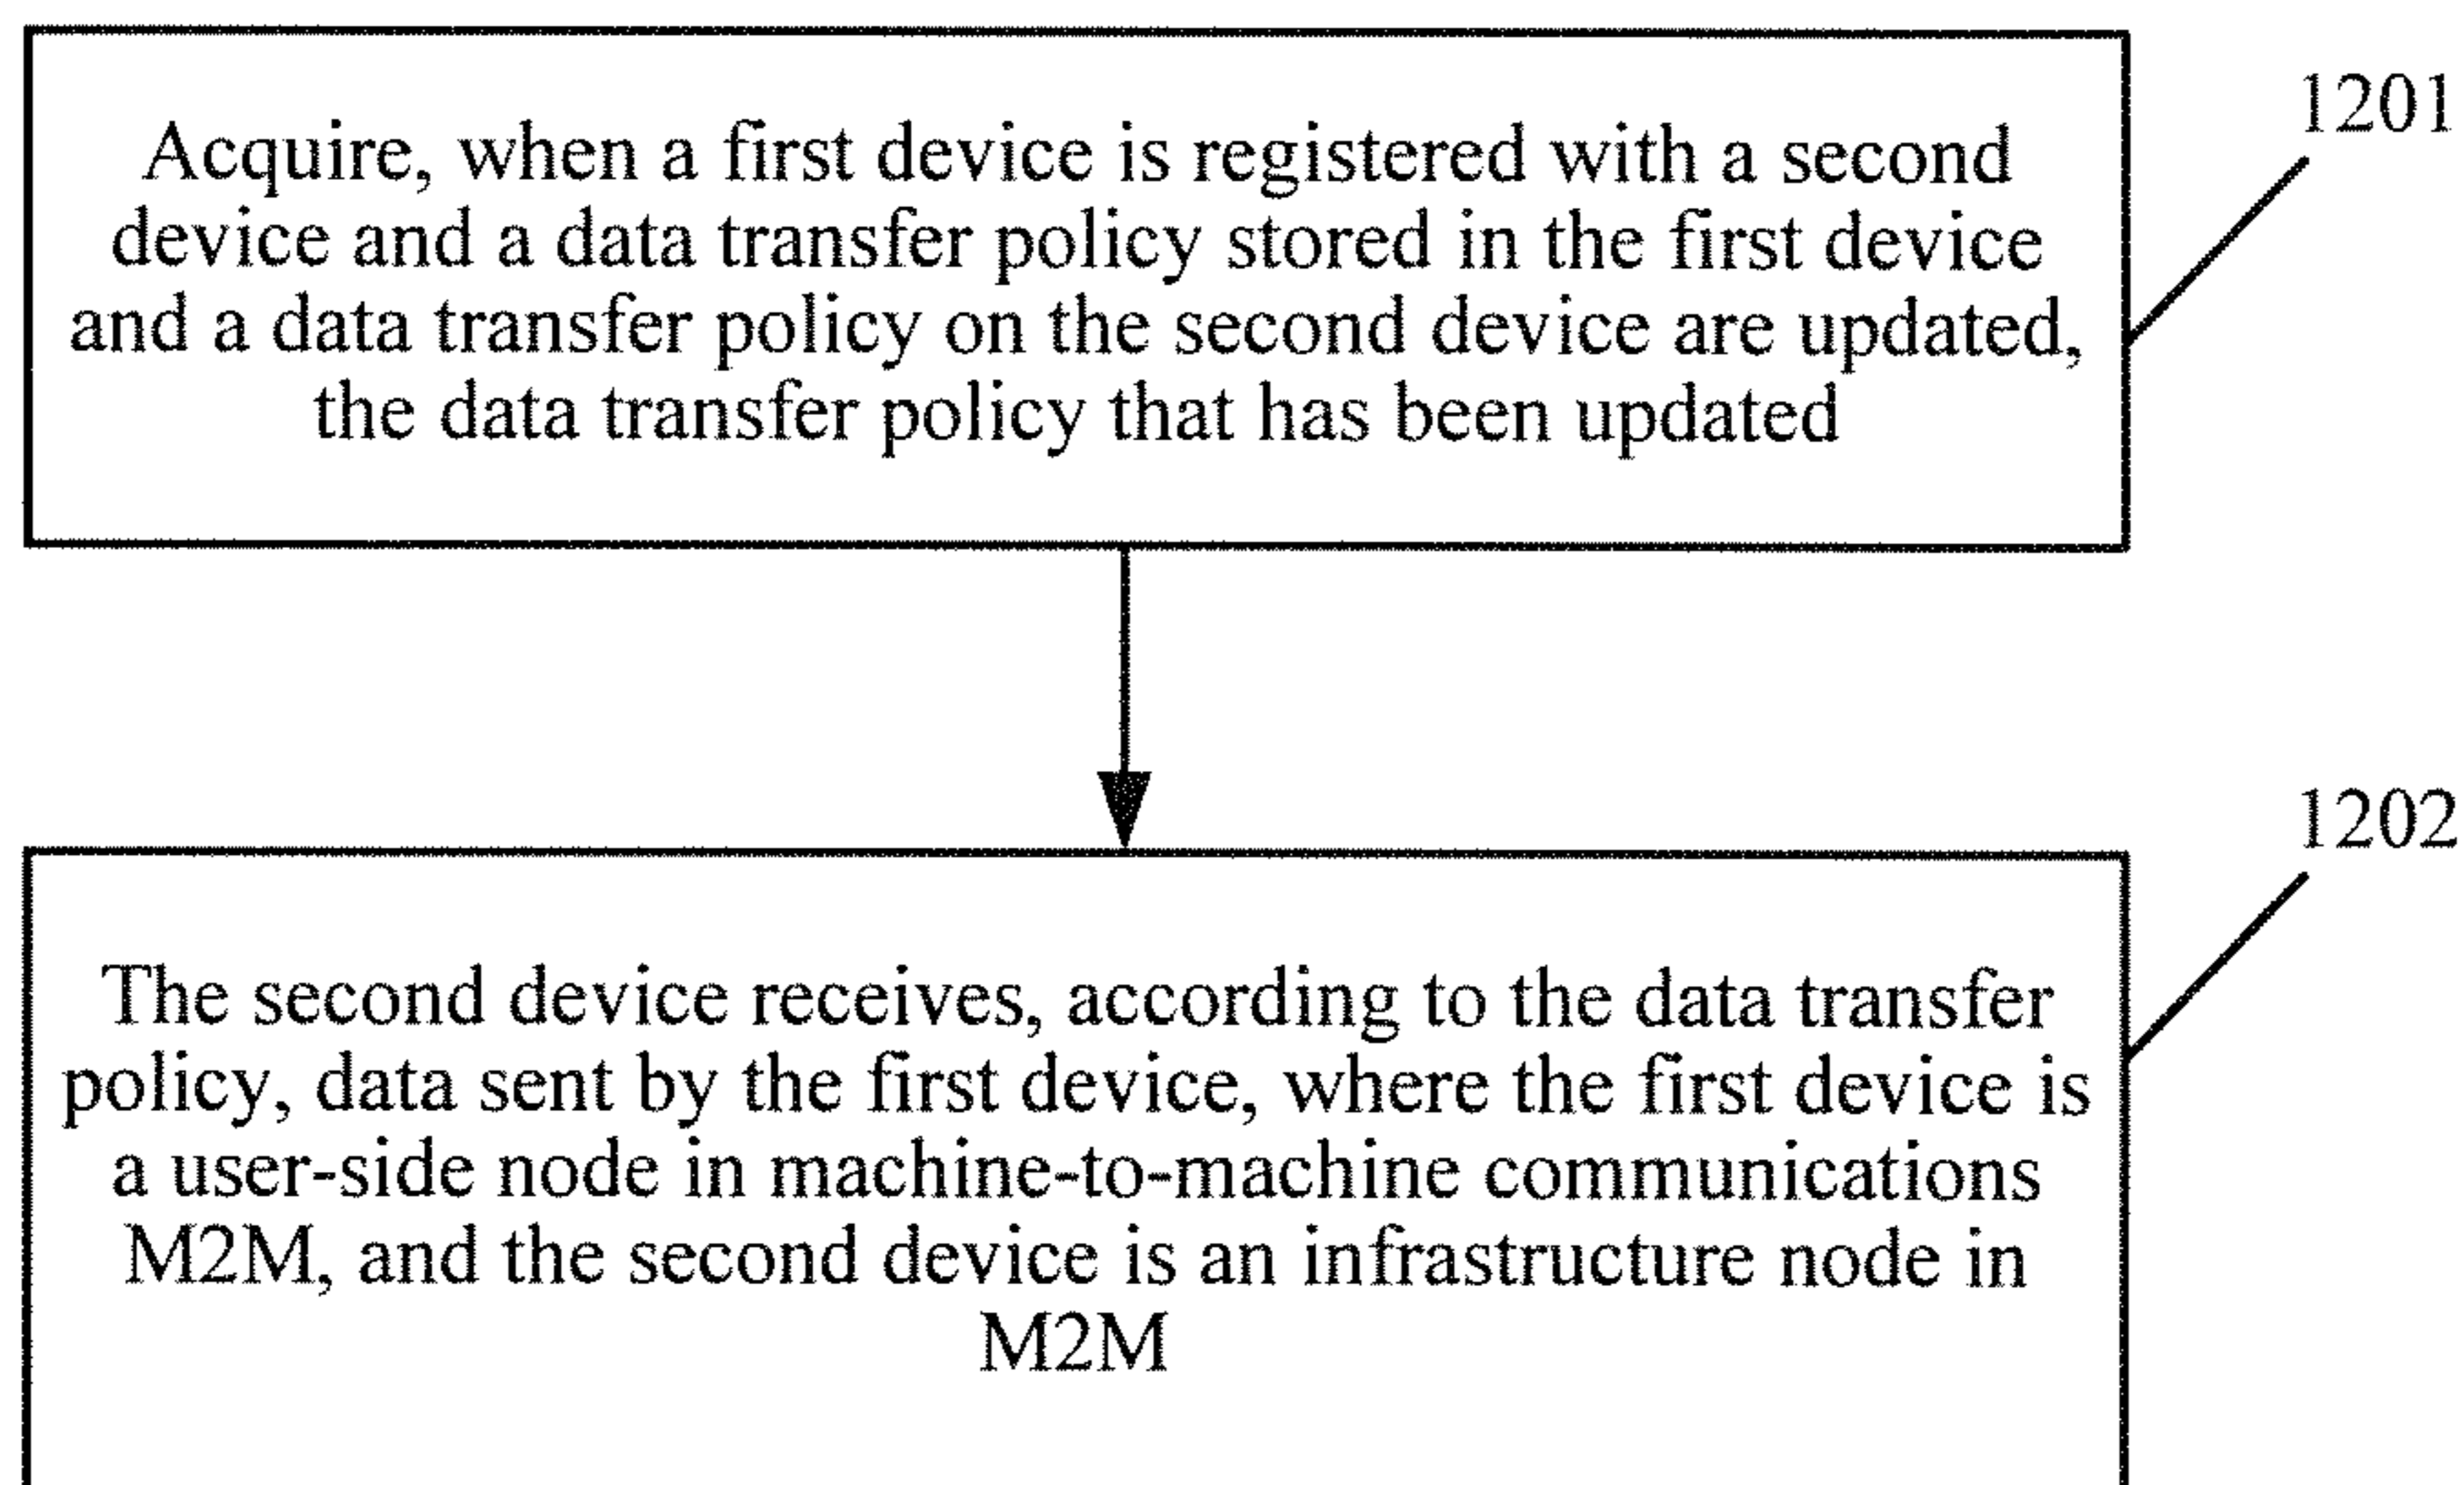 Acquire, when a first device is registered with a second
device and a data transfer policy stored in the first device
and a data transfer policy on the second device are updated,
the data transfer policy that has been updated
1201
The second device receives, according to the data transfer
policy, data sent by the first device, where the first device is
a user-side node in machine-to-machine communications
M2M, and the second device is an infrastructure node in
M2M
1202